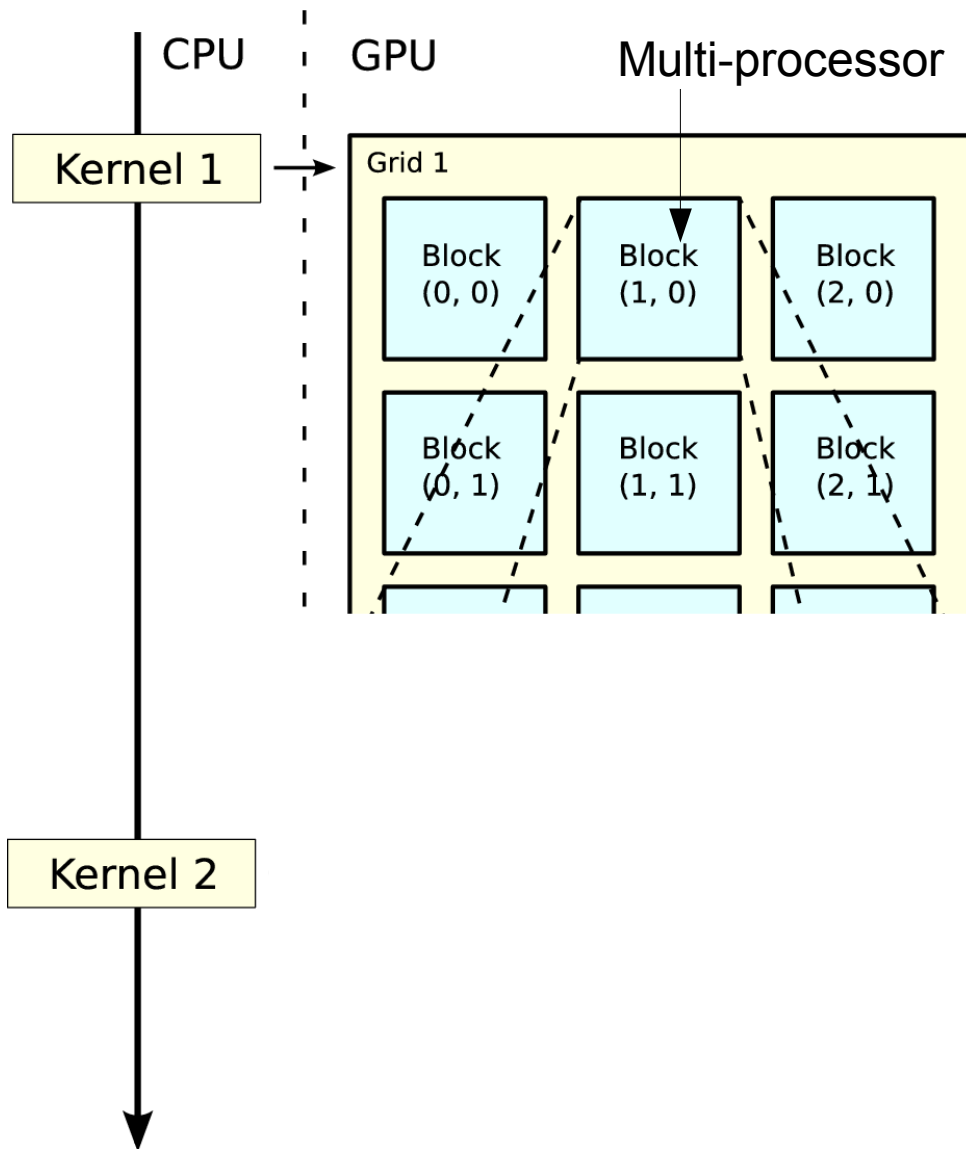 CPU
GPU
Multi-processor
Kernel 1
Grid 1
Block
(0, 0)
Block
(1, 0)
Block
(2, 0)
Block
(0, 1)
Block
(1, 1)
Block
(2, 1)
Kernel 2